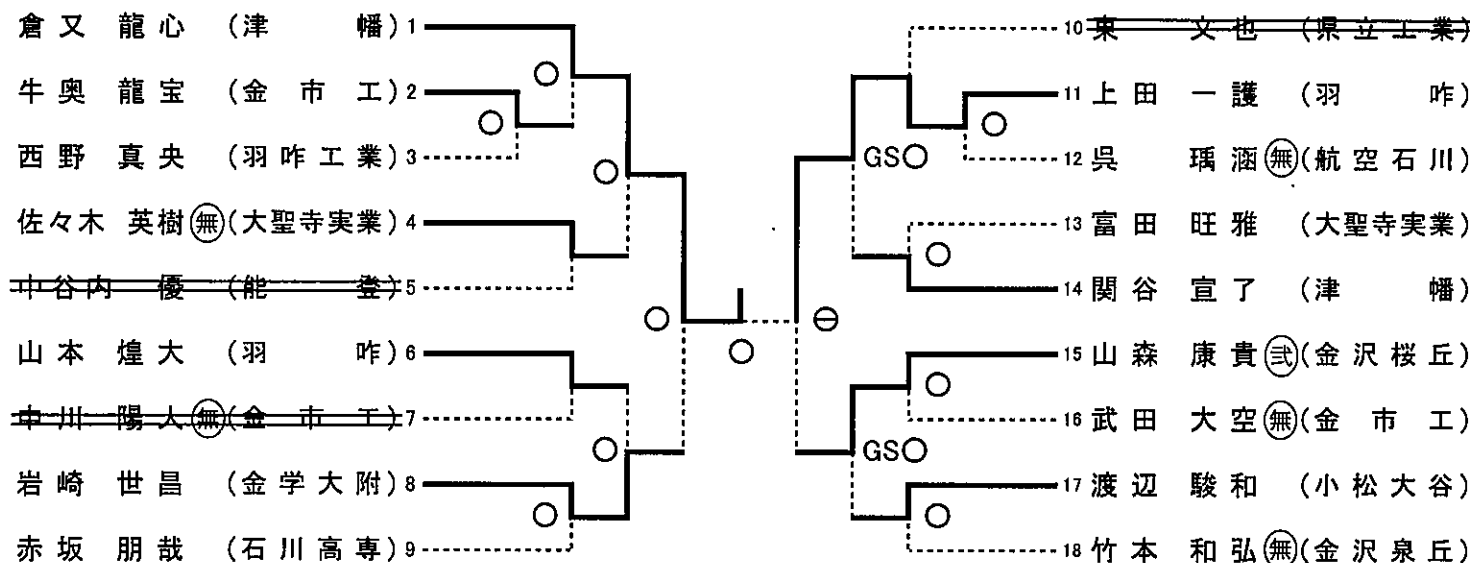 倉又 龍心 (津 幡) 1
牛奥 龍宝 (金 市 工) 2
西野 真央 (羽咋工業) 3
佐々木 英樹 無 (大聖寺実業) 4
中谷内 優 (能 登) 5
山本 煌大 (羽 咋) 6
中川 陽人 無 (金 市 工) 7
岩崎 世昌 (金学大附) 8
赤坂 朋哉 (石川高専) 9
GS
GS
10 東 文也 (県立工業)
11 上田 一護 (羽 咋)
12 呉 瑀涵 無 (航空石川)
13 富田 旺雅 (大聖寺実業)
14 関谷 宣了 (津 幡)
15 山森 康貴 弐 (金沢桜丘)
16 武田 大空 無 (金 市 工)
17 渡辺 駿和 (小松大谷)
18 竹本 和弘 無 (金沢泉丘)